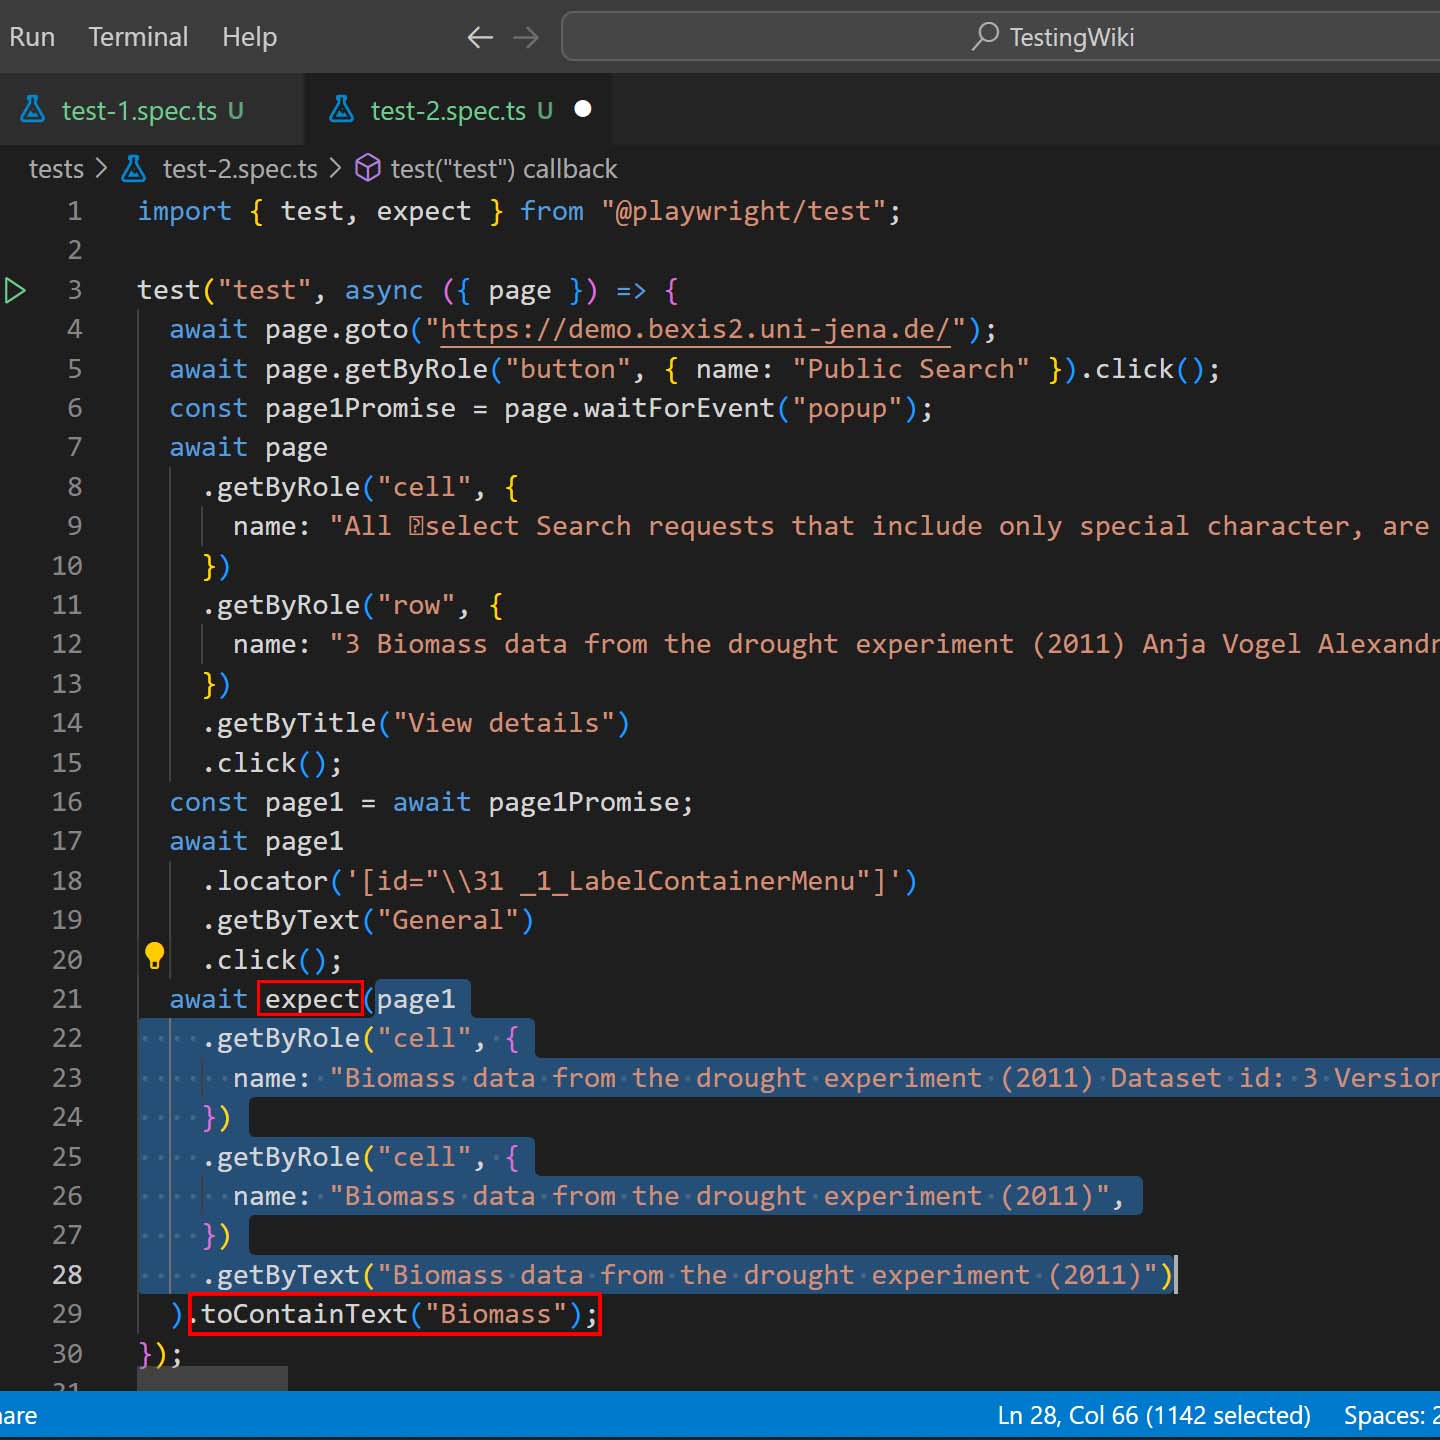 Run Terminal Help TestingWiki
test-1.spec.ts U test-2.spec.ts U
tests > test-2.spec.ts > test("test") callback
1 import { test, expect } from "@playwright/test";
2
3 test("test", async ({ page }) => {
4 await page.goto("https://demo.bexis2.uni-jena.de/");
5 await page.getByRole("button", { name: "Public Search" }).click();
6 const page1Promise = page.waitForEvent("popup");
7 await page
8 .getByRole("cell", {
9 name: "All select Search requests that include only special character, are
10 })
11 .getByRole("row", {
12 name: "3 Biomass data from the drought experiment (2011) Anja Vogel Alexandr
13 })
14 .getByTitle("View details")
15 .click();
16 const page1 = await page1Promise;
17 await page1
18 .locator('[id="\\31 _1_LabelContainerMenu"]')
19 .getByText("General")
20 .click();
21 await expect(page1
22 .getByRole("cell", {
23 name: "Biomass data from the drought experiment (2011) Dataset id: 3 Version
24 })
25 .getByRole("cell", {
26 name: "Biomass data from the drought experiment (2011)",
27 })
28 .getByText("Biomass data from the drought experiment (2011)")
29 ).toContainText("Biomass");
30 });
31
are Ln 28, Col 66 (1142 selected) Spaces: 2